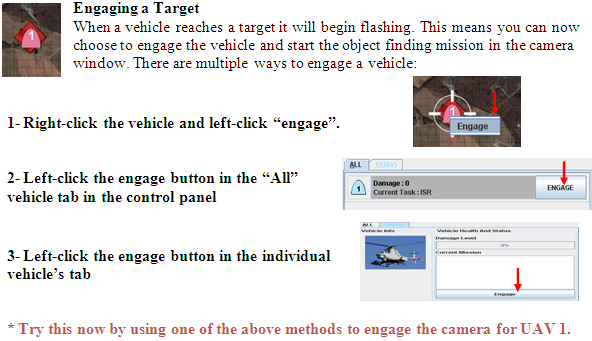 Engaging a Target
When a vehicle reaches a target it will begin flashing. This means you can now
choose to engage the vehicle and start the object finding mission in the camera
window. There are multiple ways to engage a vehicle:
1
1- Right-click the vehicle and left-click “engage”.
1
Engage
2- Left-click the engage button in the “All”
vehicle tab in the control panel
ALL 1(UAV)
1 Damage: 0
Current Task: ISR
ENGAGE
3- Left-click the engage button in the individual
vehicle’s tab
ALL
Vehicle Info Vehicle Health And Status
Damage Level
0%
Current Mission
Engage
* Try this now by using one of the above methods to engage the camera for UAV 1.